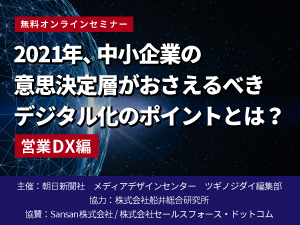 無料オンラインセミナー
2021年、中小企業の
意思決定層がおさえるべき
デジタル化のポイントとは？
営業DX編
主催：朝日新聞社　メディアデザインセンター　ツギノジダイ編集部
協力：株式会社船井総合研究所
協賛：Sansan株式会社 / 株式会社セールスフォース・ドットコム